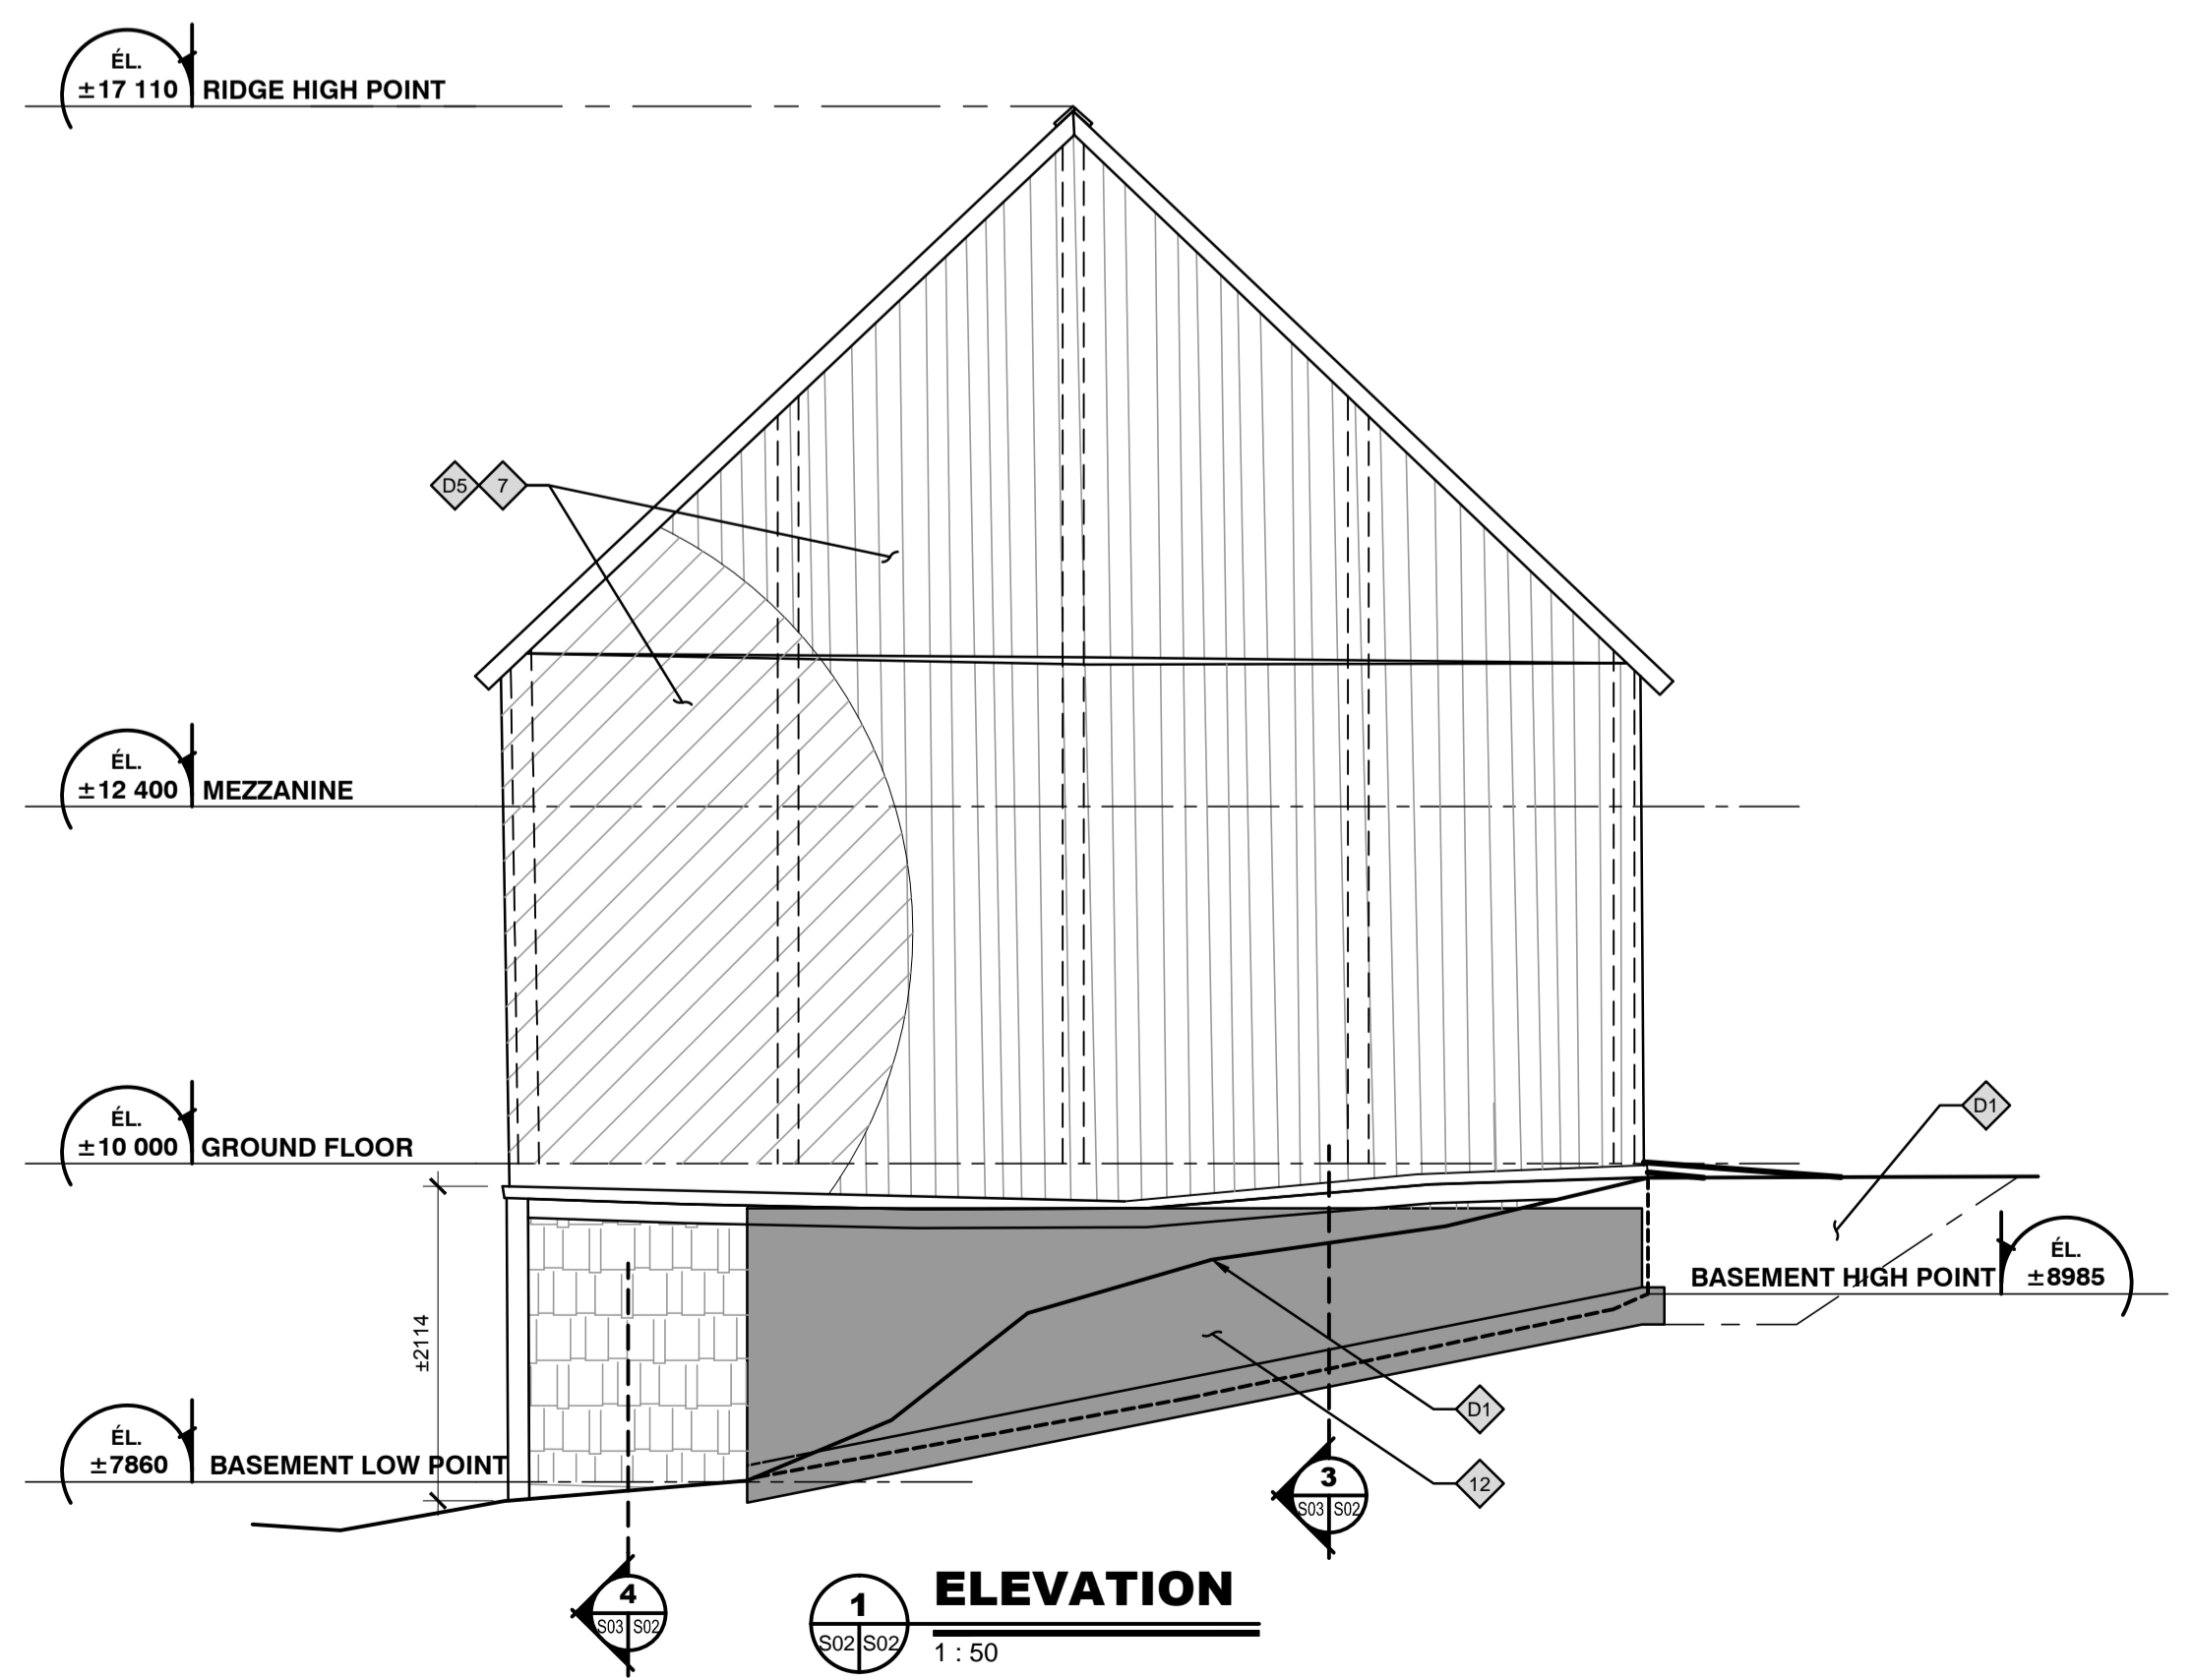 ÉL.
±17 110 RIDGE HIGH POINT
D5 7
ÉL.
±12 400 MEZZANINE
D1
ÉL.
±10 000 GROUND FLOOR
ÉL.
BASEMENT HIGH POINT ±8985
±2114
D1
ÉL.
±7860 BASEMENT LOW POINT
12
3
S03 S02
4
S03 S02
1 ELEVATION
S02 S02
1 : 50